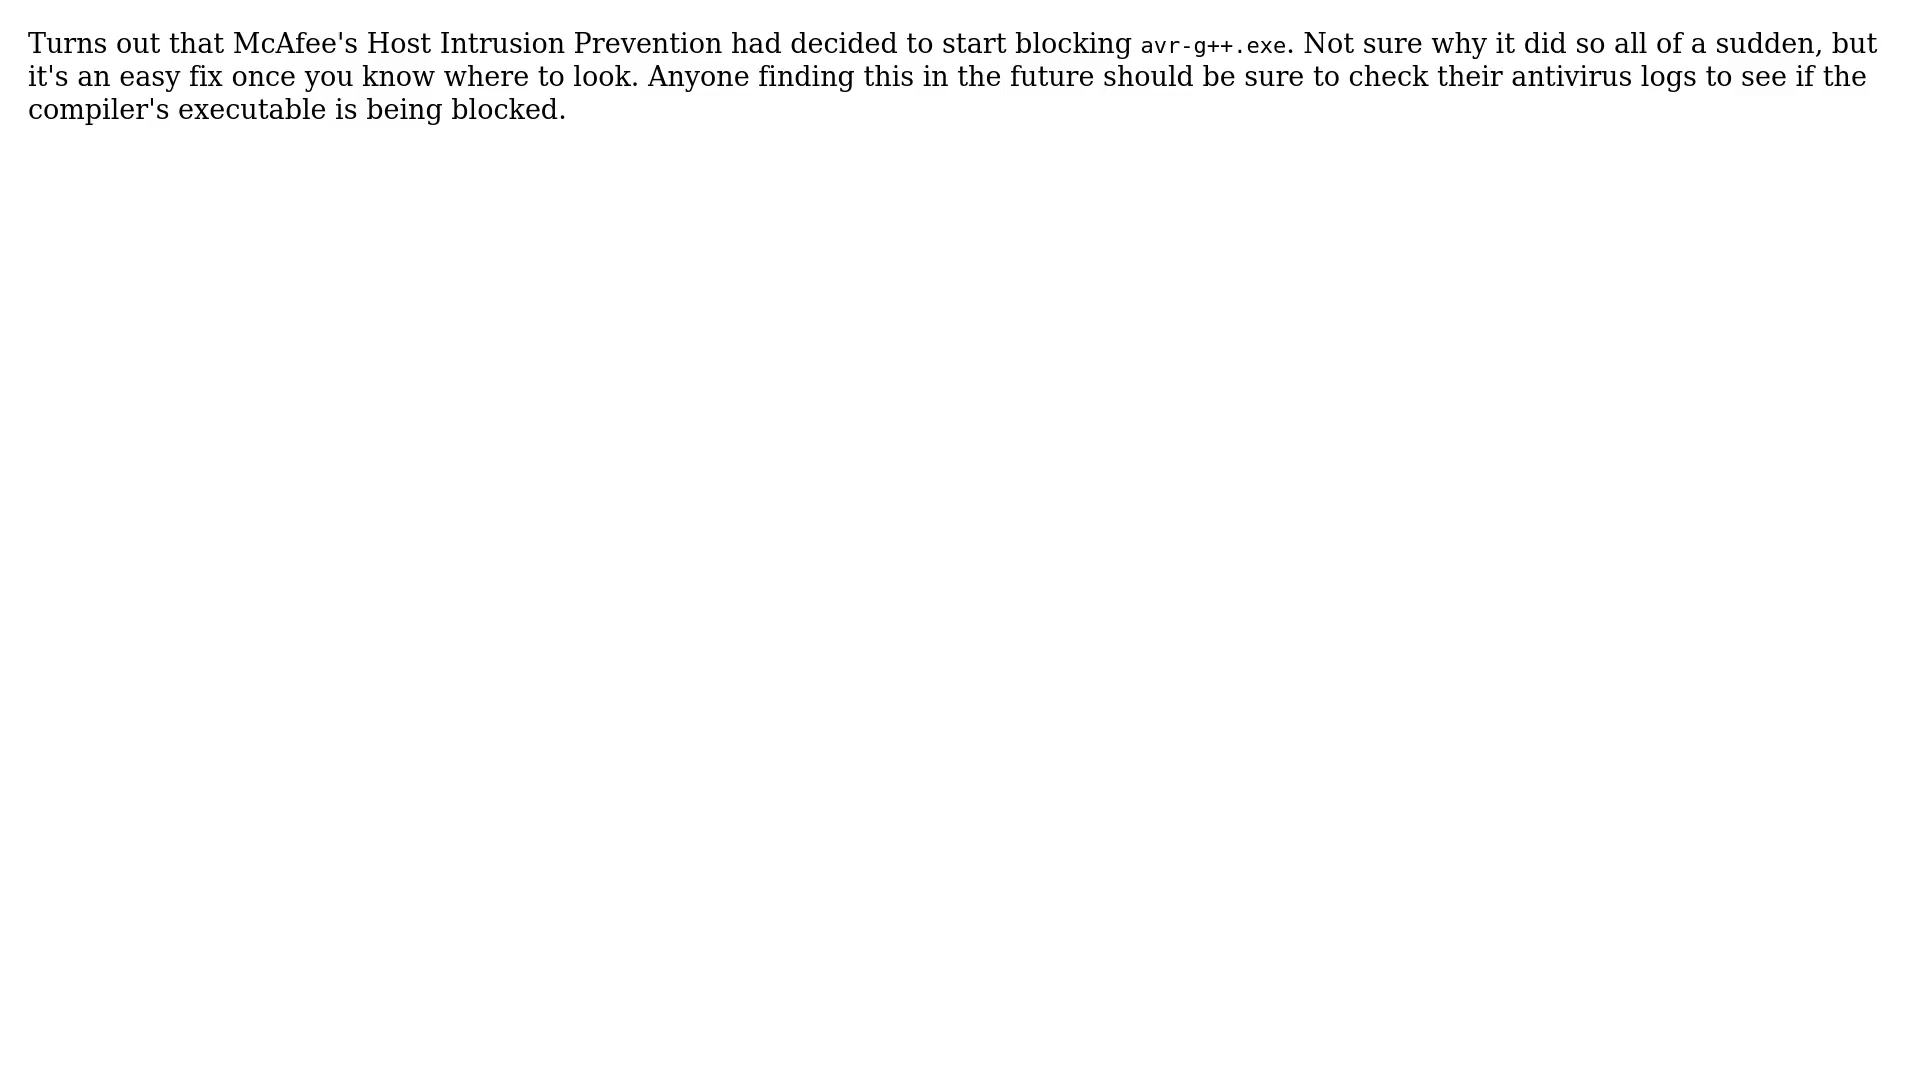 Turns out that McAfee's Host Intrusion Prevention had decided to start blocking avr-g++.exe. Not sure why it did so all of a sudden, but
it's an easy fix once you know where to look. Anyone finding this in the future should be sure to check their antivirus logs to see if the
compiler's executable is being blocked.